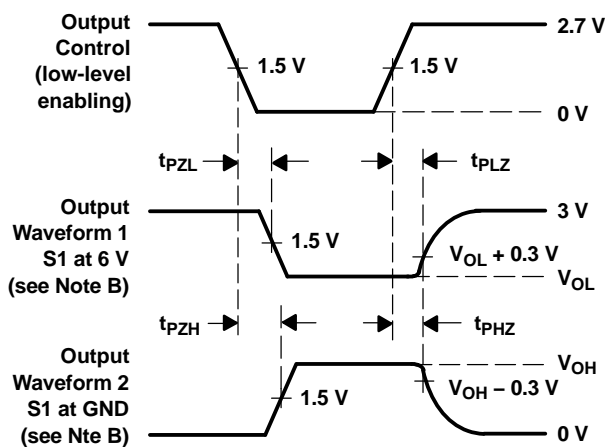 Output
Control
(low-level
enabling)
1.5 V
1.5 V
2.7 V
0 V
tPZL
tPLZ
Output
Waveform 1
S1 at 6 V
(see Note B)
1.5 V
3 V
VOL + 0.3 V
VOL
tPZH
tPHZ
Output
Waveform 2
S1 at GND
(see Nte B)
1.5 V
VOH
VOH – 0.3 V
0 V